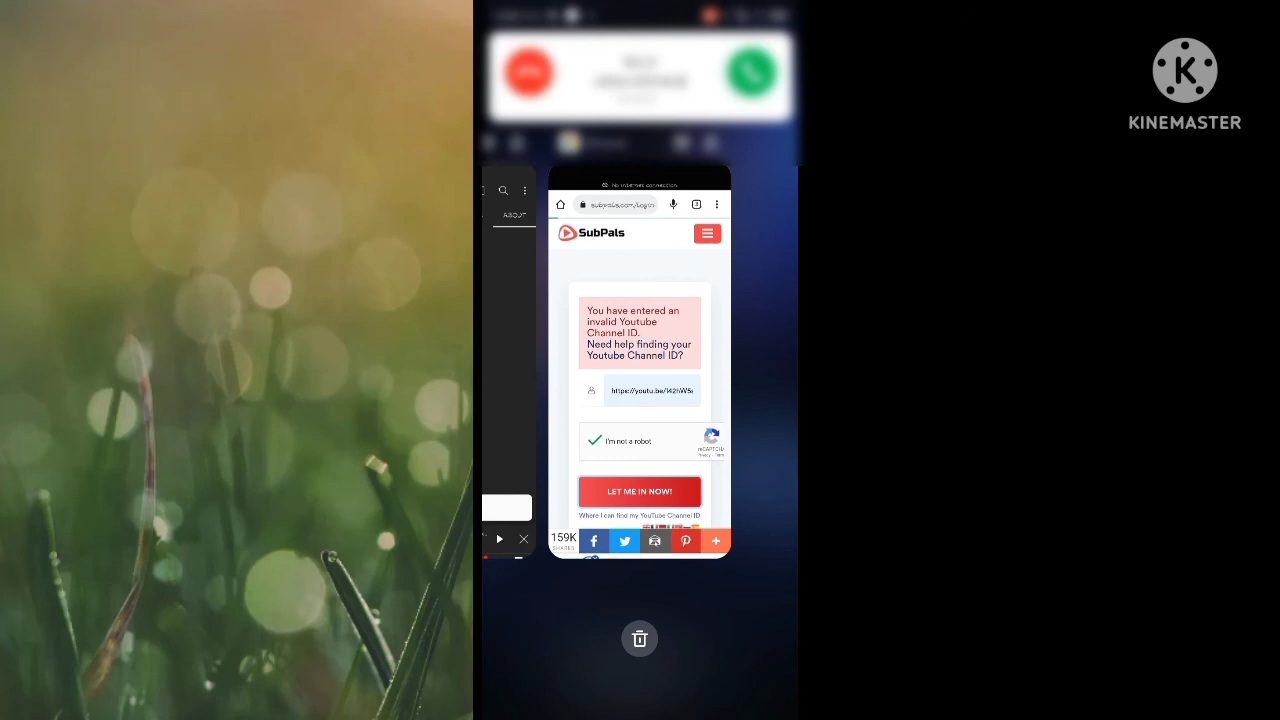 KINEMASTER
No internet connection
ABOUT
subpals.com/login
SubPals
You have entered an
invalid Youtube
Channel ID.
Need help finding your
Youtube Channel ID?
I'm not a robot
reCAPTCHA
Privacy - Term
LET ME IN NOW!
Where I can find my YouTube Channel ID
159K
SHARES